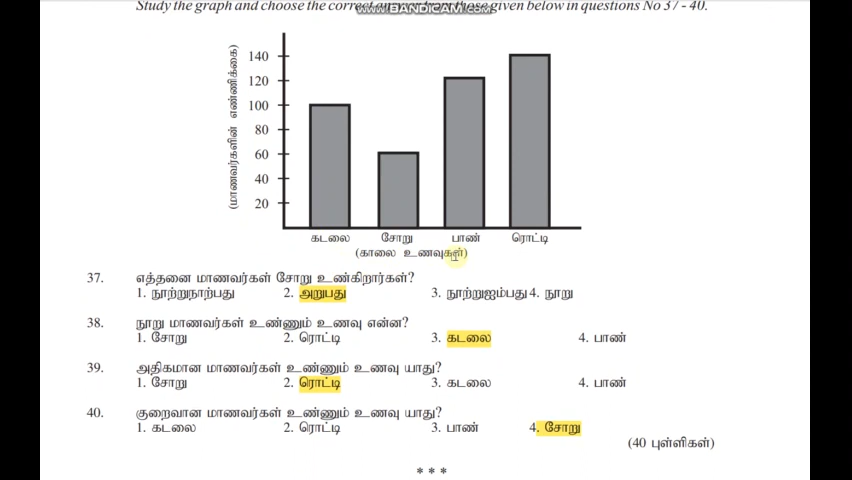 Study the graph and choose the correct answer from those given below in questions No 37 - 40.
WWW.BANDICAM.COM
(மாணவர்களின் எண்ணிக்கை)
140
120
100
80
60
40
20
கடலை சோறு பாண் ரொட்டி
(காலை உணவுகள்)
37. எத்தனை மாணவர்கள் சோறு உண்கிறார்கள்?
1. நூற்றுநாற்பது 2. அறுபது 3. நூற்றுஐம்பது 4. நூறு
38. நூறு மாணவர்கள் உண்ணும் உணவு என்ன?
1. சோறு 2. ரொட்டி 3. கடலை 4. பாண்
39. அதிகமான மாணவர்கள் உண்ணும் உணவு யாது?
1. சோறு 2. ரொட்டி 3. கடலை 4. பாண்
40. குறைவான மாணவர்கள் உண்ணும் உணவு யாது?
1. கடலை 2. ரொட்டி 3. பாண் 4. சோறு
(40 புள்ளிகள்)
* * *